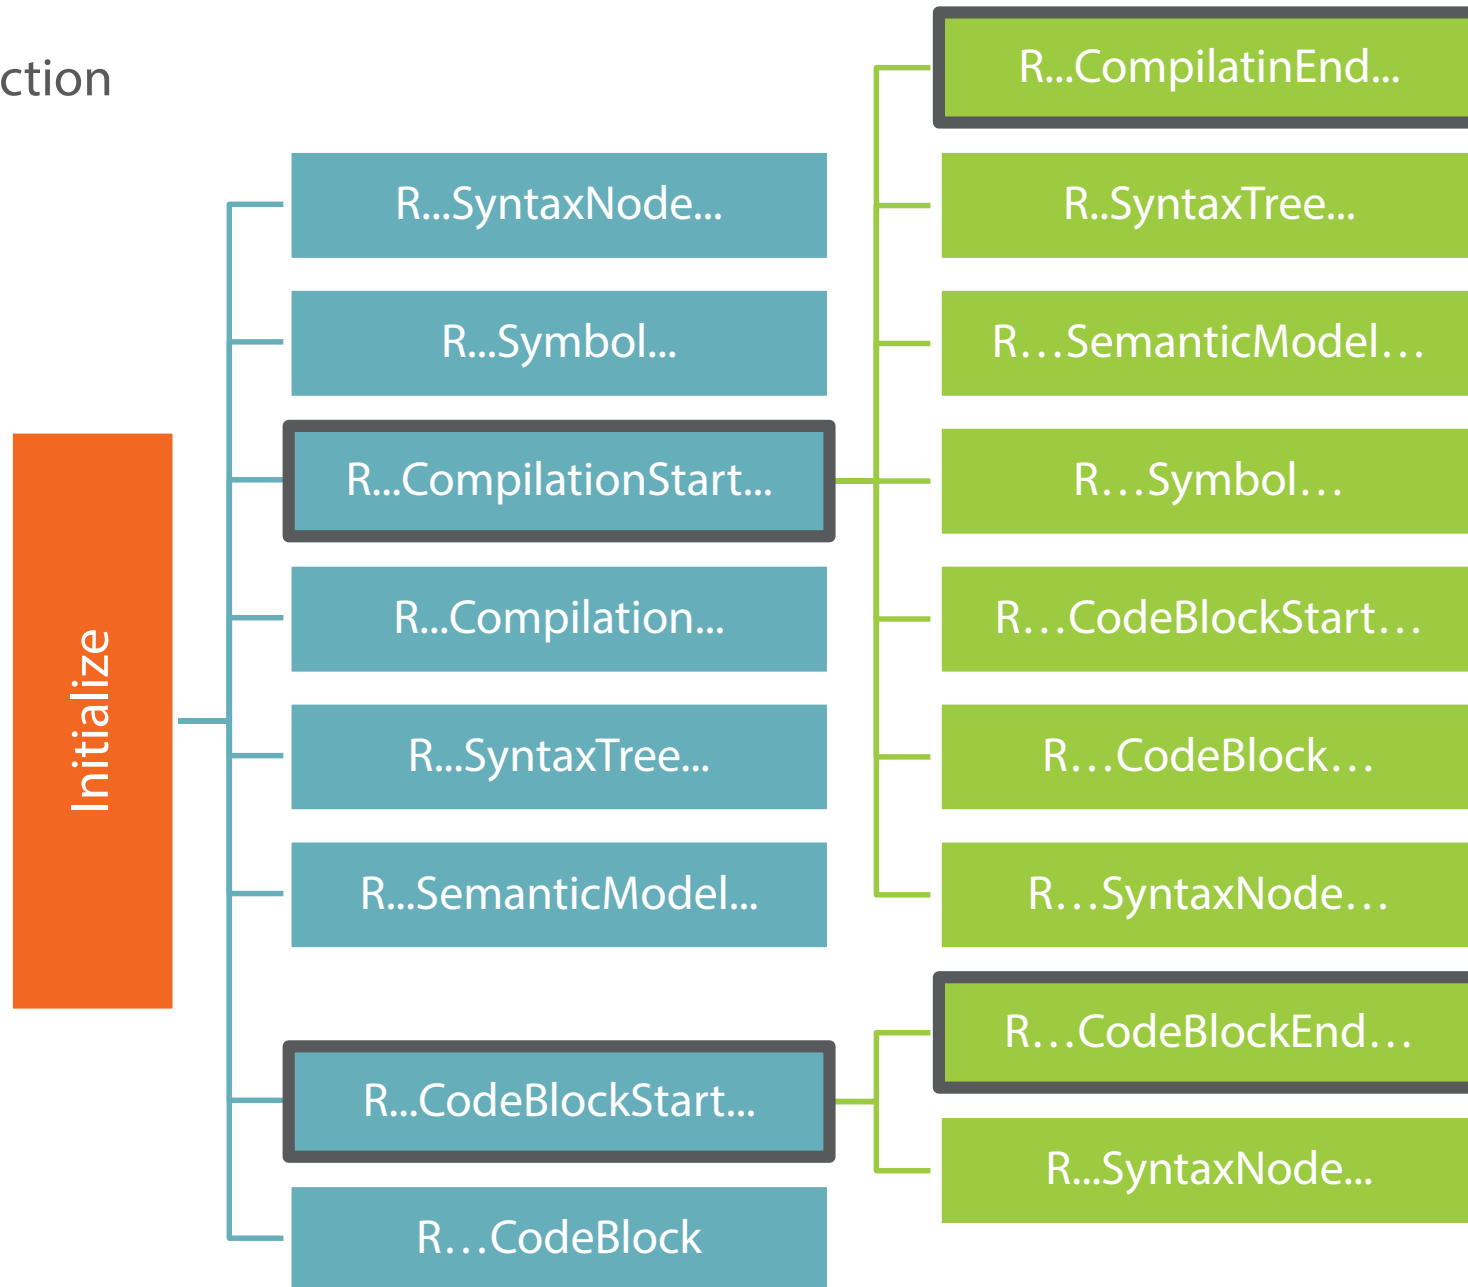 ction
Initialize
R...SyntaxNode...
R...Symbol...
R...CompilationStart...
R...Compilation...
R...SyntaxTree...
R...SemanticModel...
R...CodeBlockStart...
R…CodeBlock
R...CompilatinEnd...
R..SyntaxTree...
R…SemanticModel…
R…Symbol…
R…CodeBlockStart…
R…CodeBlock…
R…SyntaxNode…
R…CodeBlockEnd…
R...SyntaxNode...